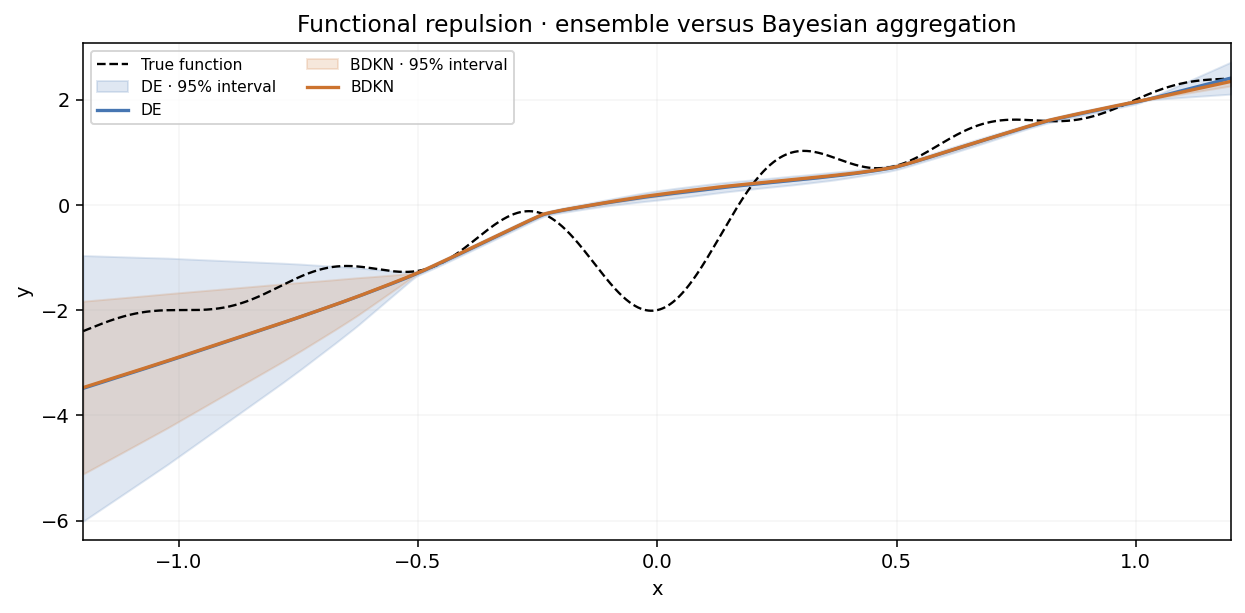 Functional repulsion · ensemble versus Bayesian aggregation
True function
DE · 95% interval
DE
BDKN · 95% interval
BDKN
y
2
0
−2
−4
−6
−1.0
−0.5
0.0
0.5
1.0
x